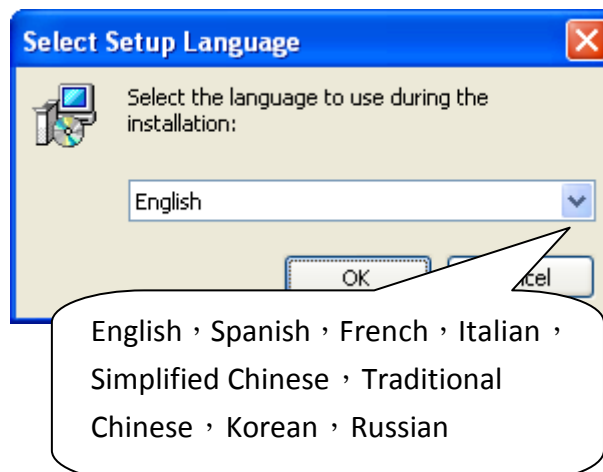 Select Setup Language
Select the language to use during the
installation:
English
OK
English，Spanish，French，Italian，
Simplified Chinese，Traditional
Chinese，Korean，Russian